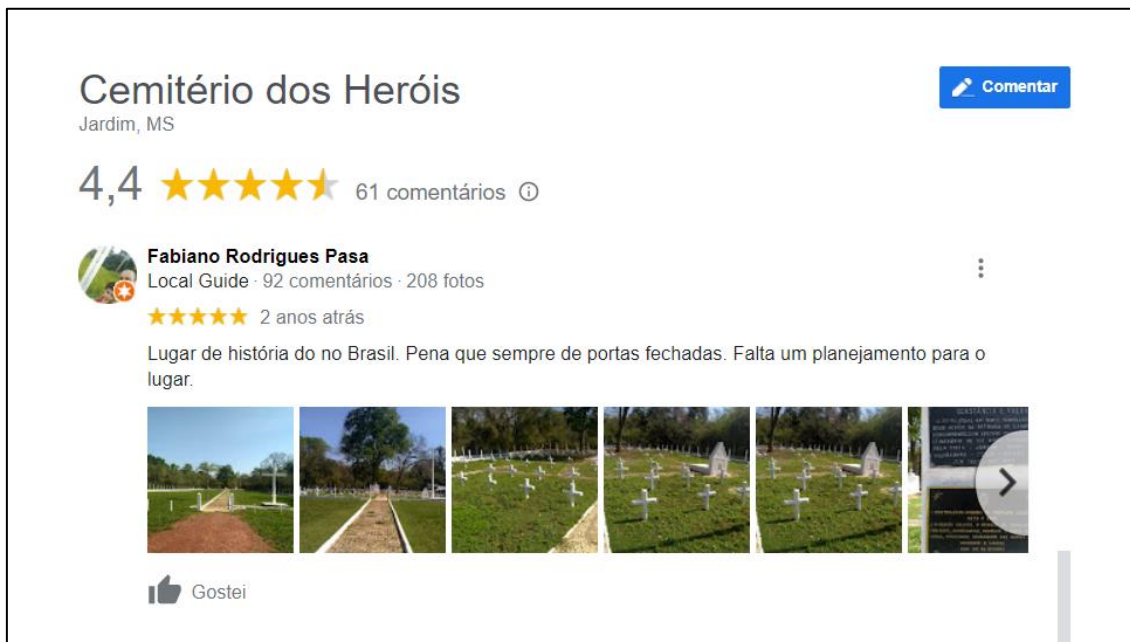 Cemitério dos Heróis
Comentar
Jardim, MS
4,4 61 comentários
Fabiano Rodrigues Pasa
Local Guide · 92 comentários · 208 fotos
2 anos atrás
Lugar de história do no Brasil. Pena que sempre de portas fechadas. Falta um planejamento para o
lugar.
Gostei